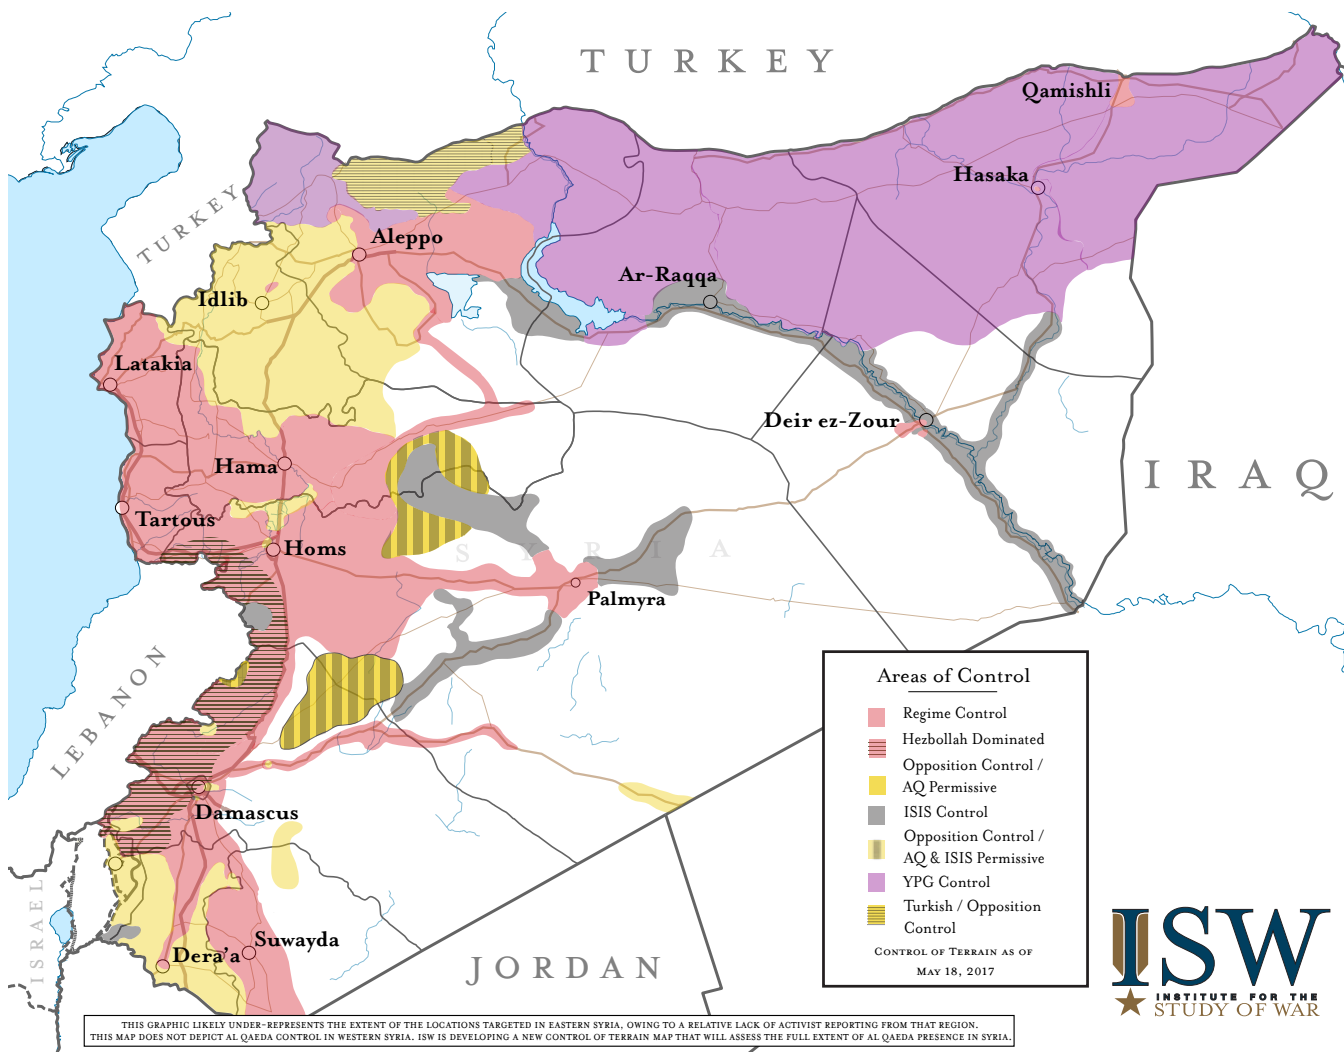 TURKEY
Qamishli
Hasaka
TURKEY
Aleppo
Ar-Raqqa
Idlib
Latakia
Deir ez-Zour
Hama
IRAQ
Tartous
Homs
SYRIA
Palmyra
LEBANON
Damascus
ISRAEL
Suwayda
Dera'a
JORDAN
Areas of Control
Regime Control
Hezbollah Dominated
Opposition Control /
AQ Permissive
ISIS Control
Opposition Control /
AQ & ISIS Permissive
YPG Control
Turkish / Opposition
Control
Control of Terrain as of
May 18, 2017
ISW
INSTITUTE FOR THE
STUDY OF WAR
THIS GRAPHIC LIKELY UNDER-REPRESENTS THE EXTENT OF THE LOCATIONS TARGETED IN EASTERN SYRIA, OWING TO A RELATIVE LACK OF ACTIVIST REPORTING FROM THAT REGION.
THIS MAP DOES NOT DEPICT AL QAEDA CONTROL IN WESTERN SYRIA. ISW IS DEVELOPING A NEW CONTROL OF TERRAIN MAP THAT WILL ASSESS THE FULL EXTENT OF AL QAEDA PRESENCE IN SYRIA.